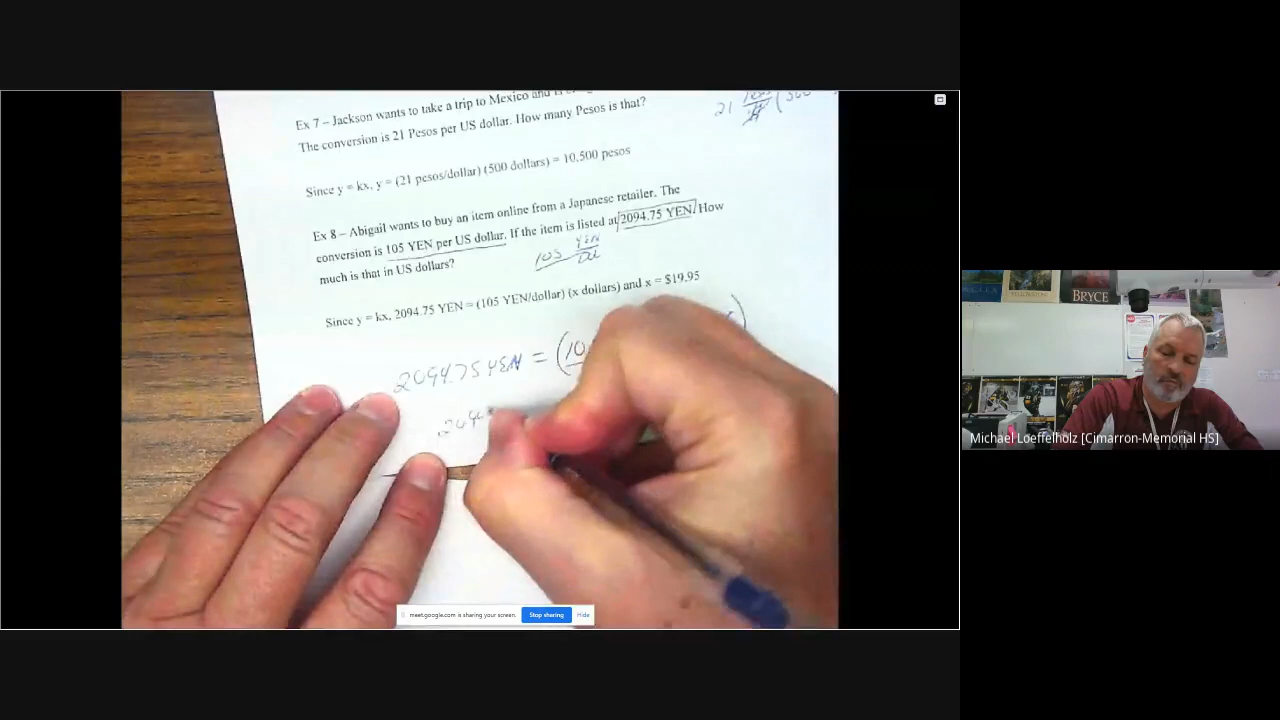 Ex 7 – Jackson wants to take a trip to Mexico and
The conversion is 21 Pesos per US dollar. How many Pesos is that?
21
Since y = kx, y = (21 pesos/dollar) (500 dollars) = 10,500 pesos
Ex 8 – Abigail wants to buy an item online from a Japanese retailer. The
conversion is 105 YEN per US dollar. If the item is listed at 2094.75 YEN. How
much is that in US dollars?
105 YEN
Since y = kx, 2094.75 YEN = (105 YEN/dollar) (x dollars) and x = $19.95
2094.75 YEN = (10
meet.google.com is sharing your screen.
Stop sharing
Hide
BRYCE
Michael Loeffelholz [Cimarron-Memorial HS]